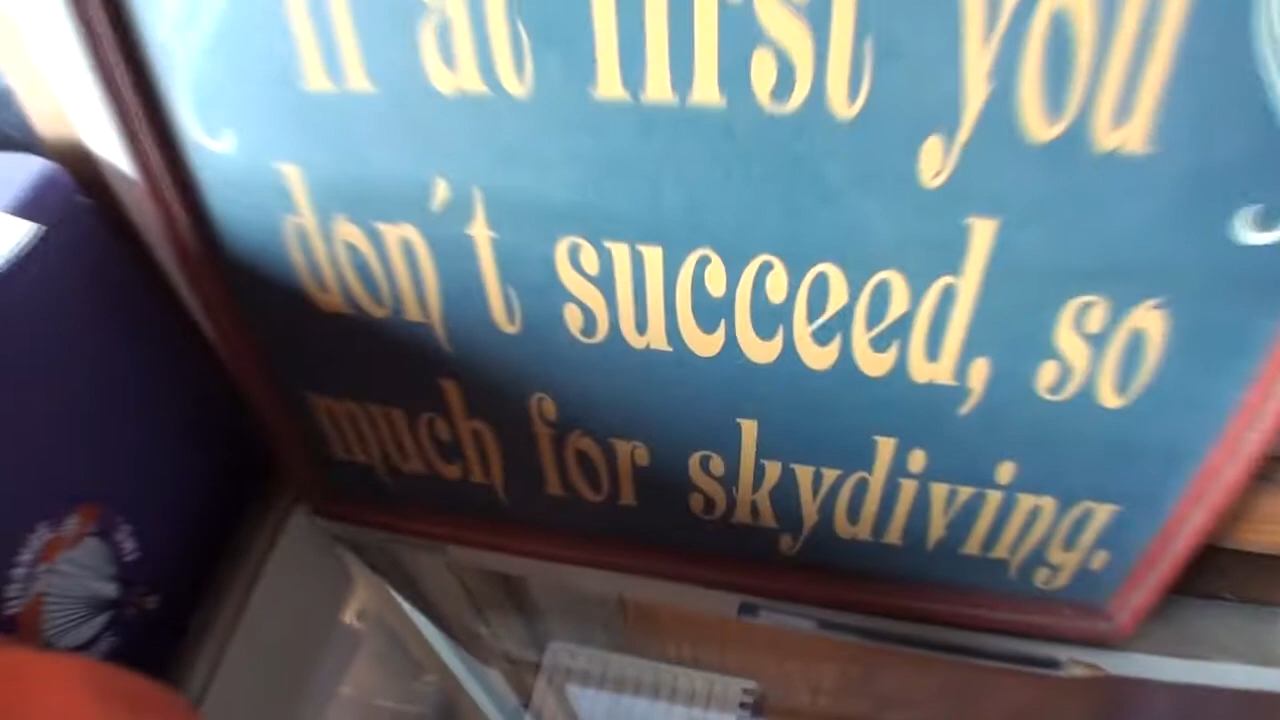 If at first you
don't succeed, so
much for skydiving.